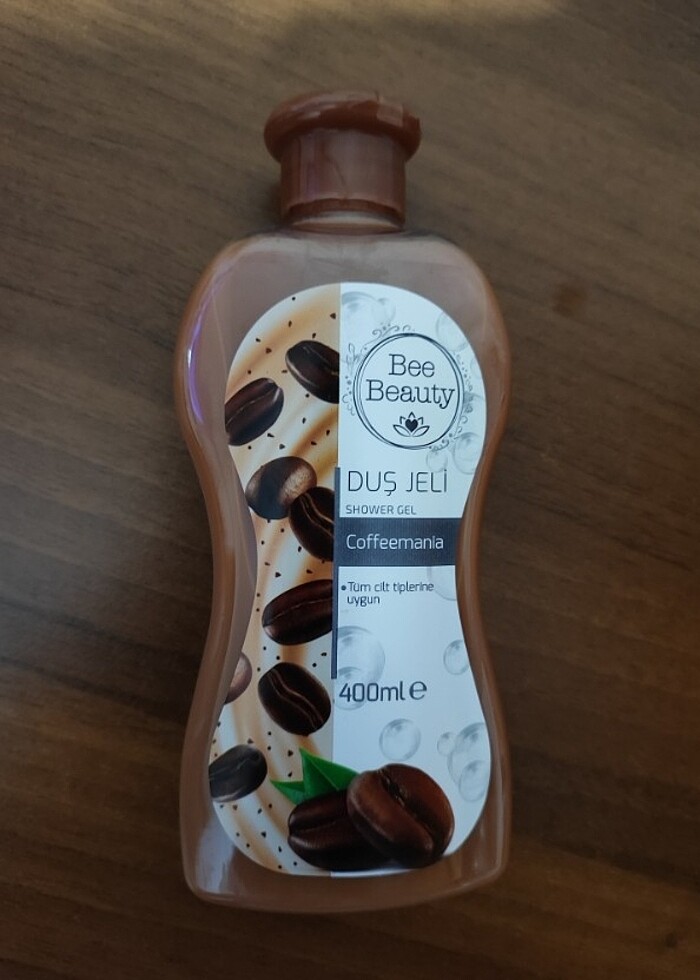 Bee
Beauty
DUŞ JELİ
SHOWER GEL
Coffeemania
•Tüm cilt tiplerine
uygun
400ml ℮